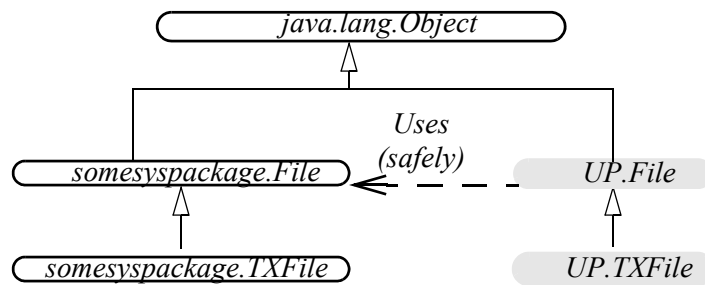 java.lang.Object
Uses
(safely)
somesyspackage.File
UP.File
somesyspackage.TXFile
UP.TXFile